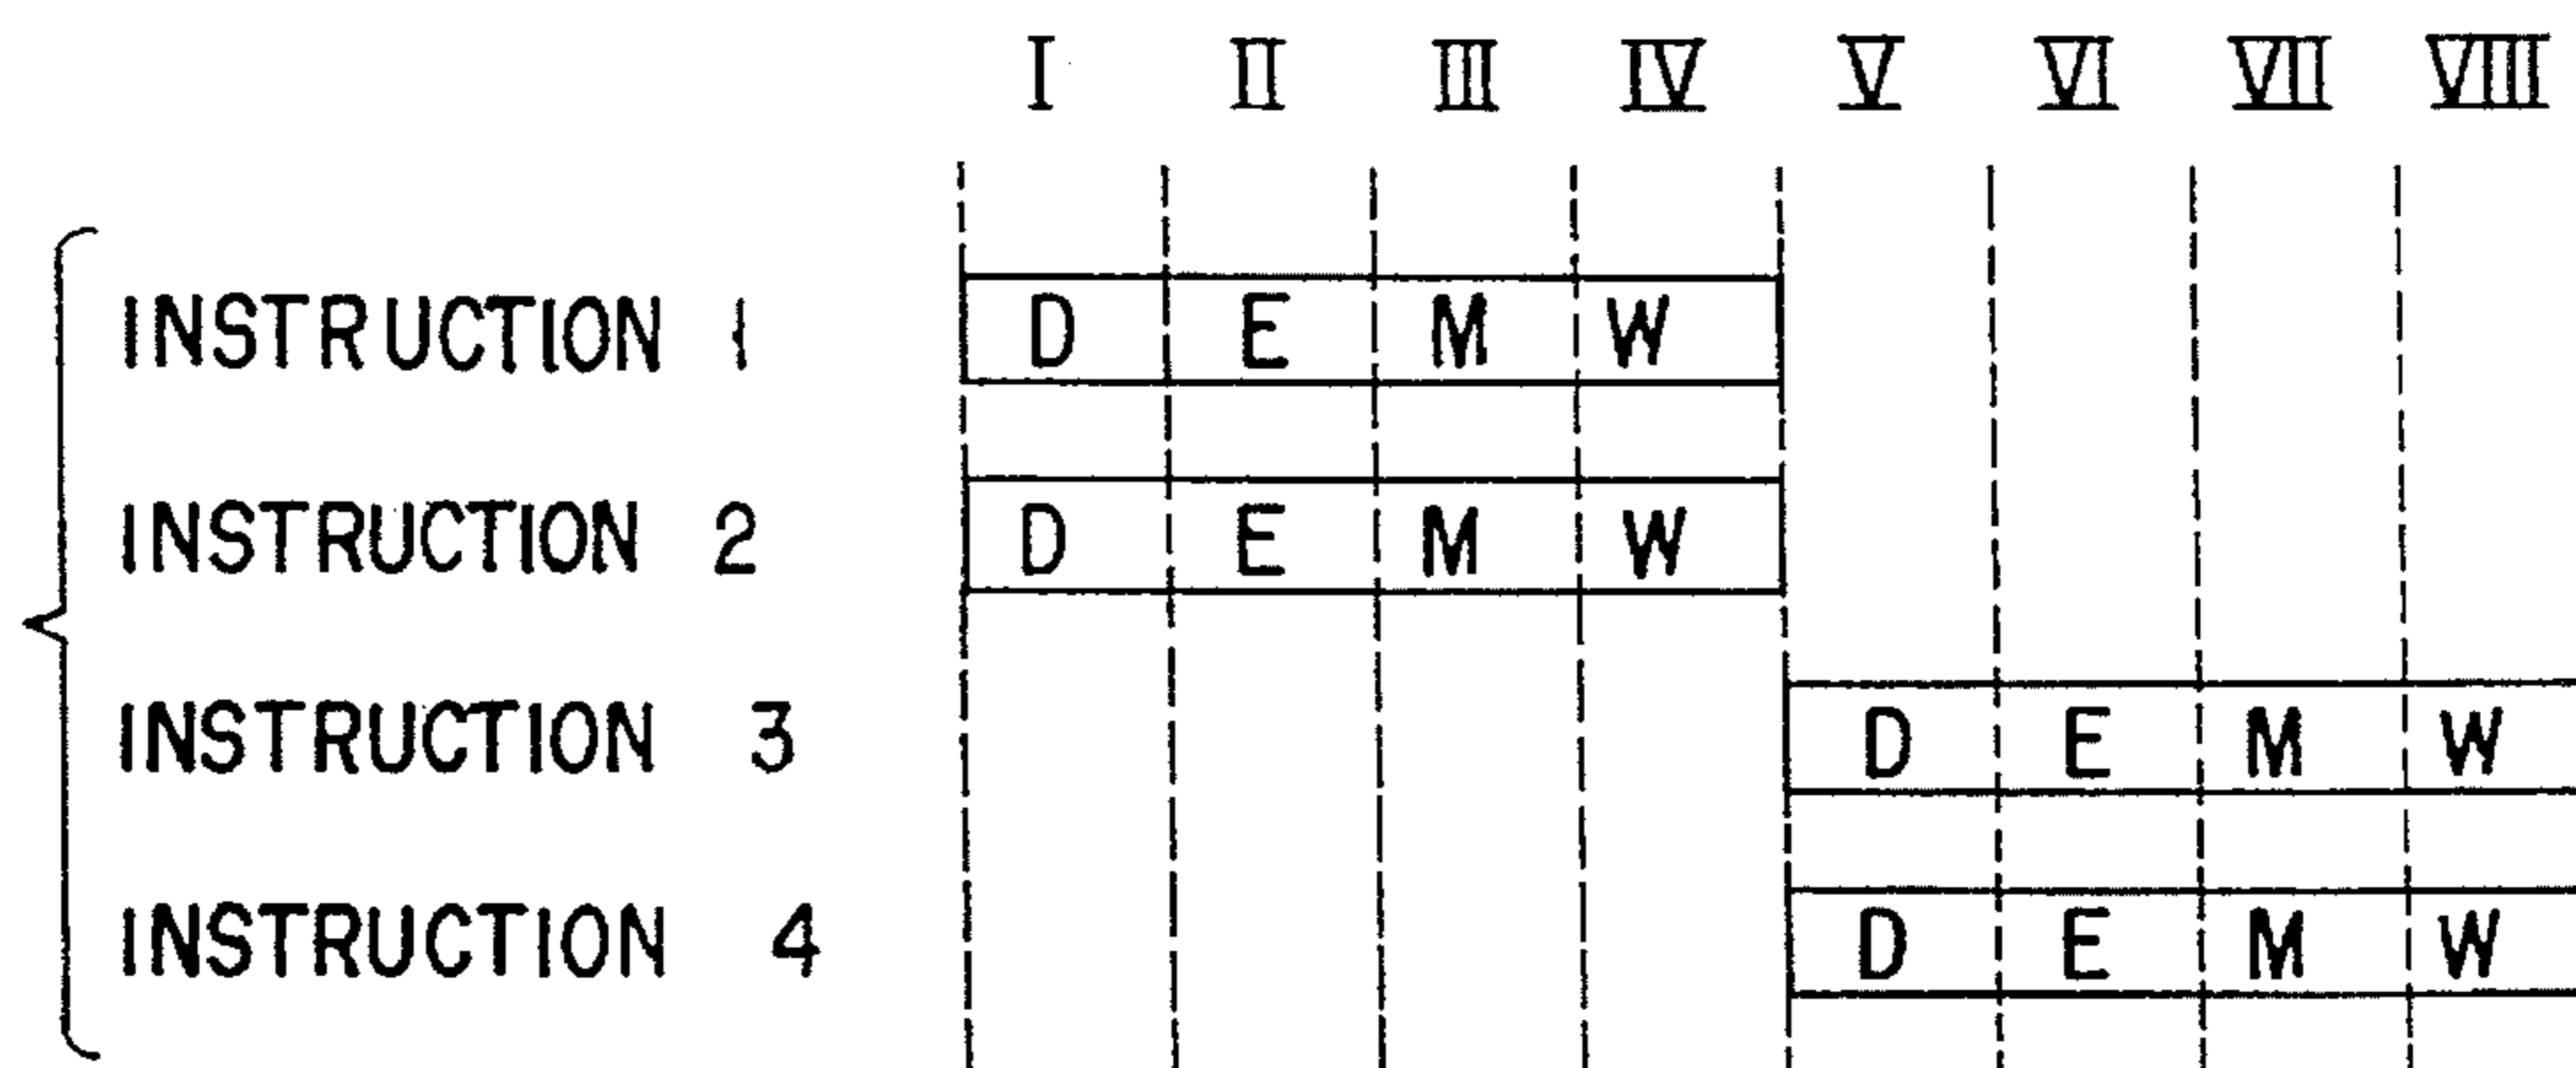 I II III IV V VI VII VIII
INSTRUCTION 1 D E M W
INSTRUCTION 2 D E M W
INSTRUCTION 3 D E M W
INSTRUCTION 4 D E M W